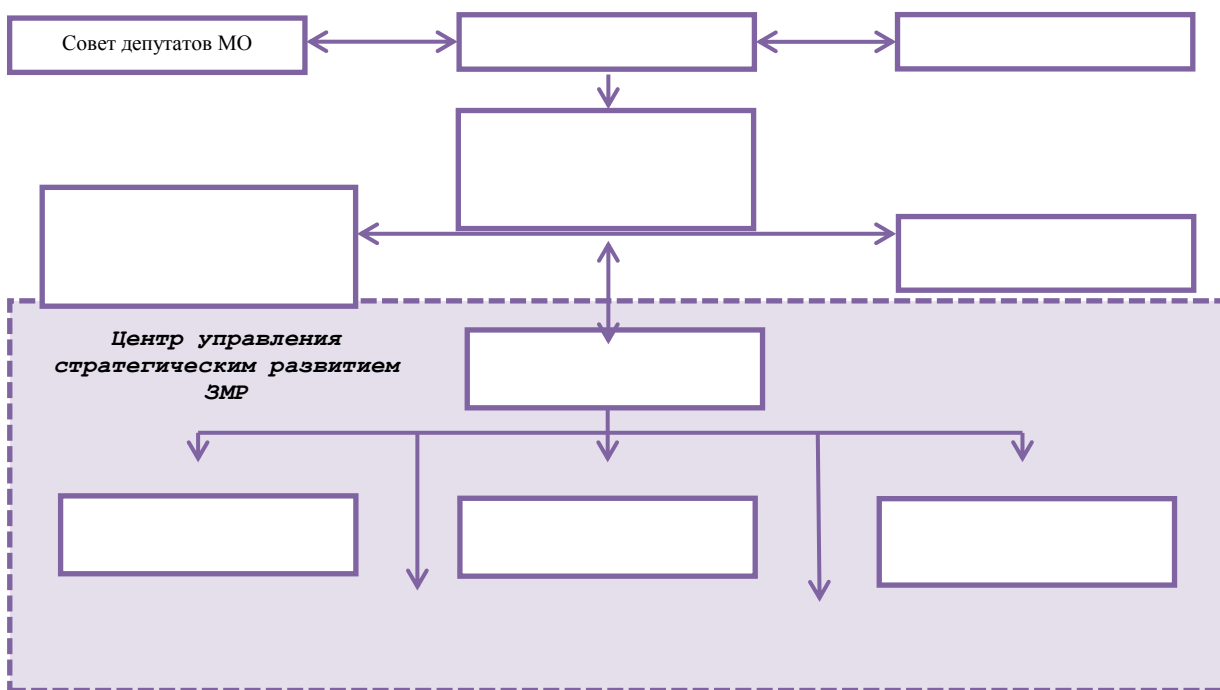 Совет депутатов МО
Центр управления
стратегическим развитием
ЗМР